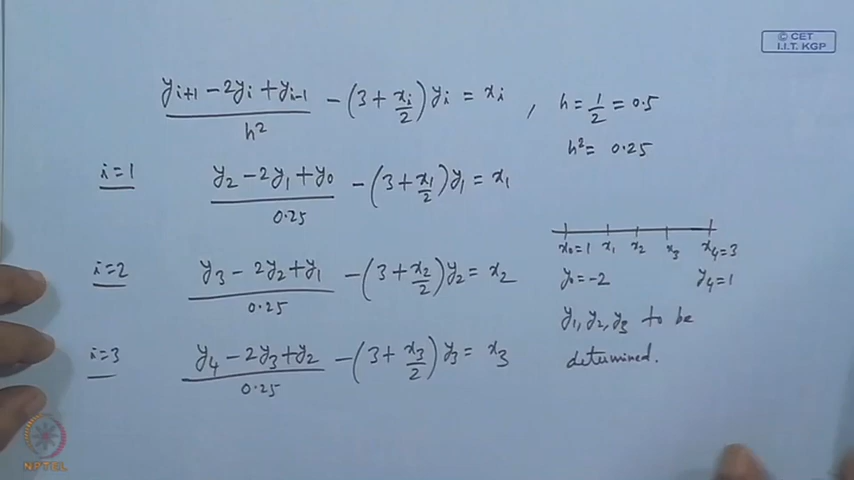 © CET
I.I.T. KGP
(y_{i+1} - 2y_i + y_{i-1})/h² - (3 + x_i/2) y_i = x_i , h = 1/2 = 0.5
h² = 0.25
i=1 (y_2 - 2y_1 + y_0)/0.25 - (3 + x_1/2) y_1 = x_1
x_0=1 x_1 x_2 x_3 x_4=3
i=2 (y_3 - 2y_2 + y_1)/0.25 - (3 + x_2/2) y_2 = x_2
y_0=-2 y_4=1
y_1, y_2, y_3 to be
determined.
i=3 (y_4 - 2y_3 + y_2)/0.25 - (3 + x_3/2) y_3 = x_3
NPTEL